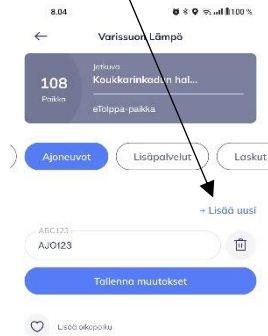 8.04
100 %
Varissuon Lämpö
108
Paikka
Jatkuva
Koukkarinkadun hal...
eTolppa-paikka
Ajoneuvot
Lisäpalvelut
Laskut
+ Lisää uusi
ABC123
AJO123
Tallenna muutokset
Lisää oikopolku